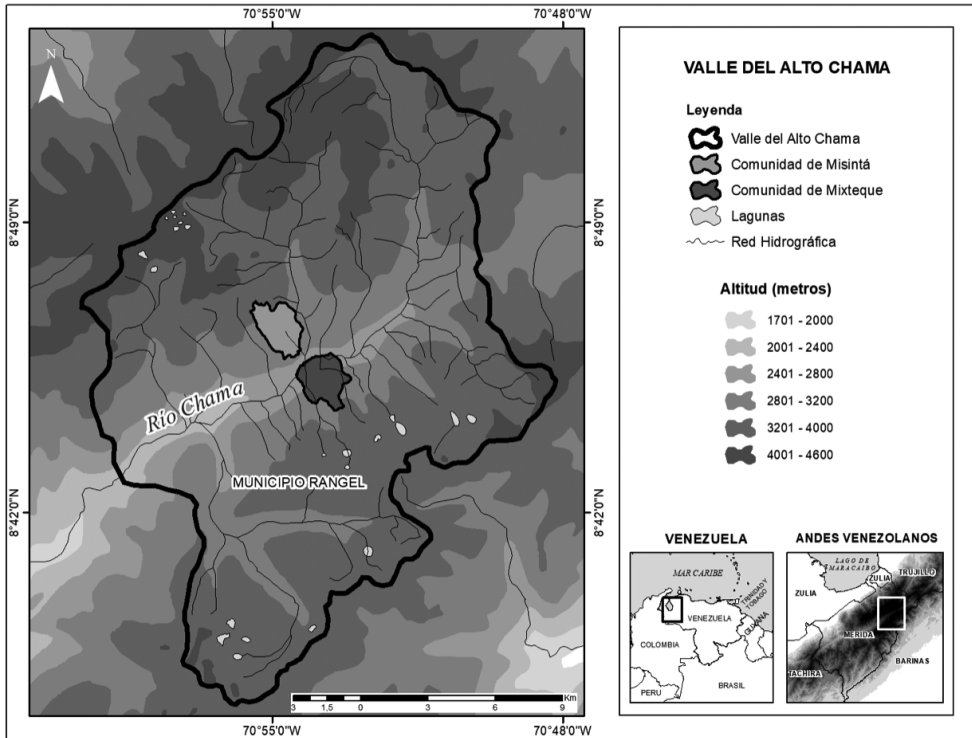 70°55'0"W
70°48'0"W
N
8°49'0"N
8°49'0"N
Río Chama
MUNICIPIO RANGEL
8°42'0"N
8°42'0"N
3 1,5 0 3 6 9
Km
70°55'0"W
70°48'0"W
VALLE DEL ALTO CHAMA
Leyenda
Valle del Alto Chama
Comunidad de Misintá
Comunidad de Mixteque
Lagunas
Red Hidrográfica
Altitud (metros)
1701 - 2000
2001 - 2400
2401 - 2800
2801 - 3200
3201 - 4000
4001 - 4600
VENEZUELA
MAR CARIBE
TRINIDAD Y
TOBAGO
VENEZUELA
GUYANA
COLOMBIA
PERU
BRASIL
ANDES VENEZOLANOS
LAGO DE
MARACAIBO
ZULIA
TRUJILLO
ZULIA
MERIDA
BARINAS
TACHIRA